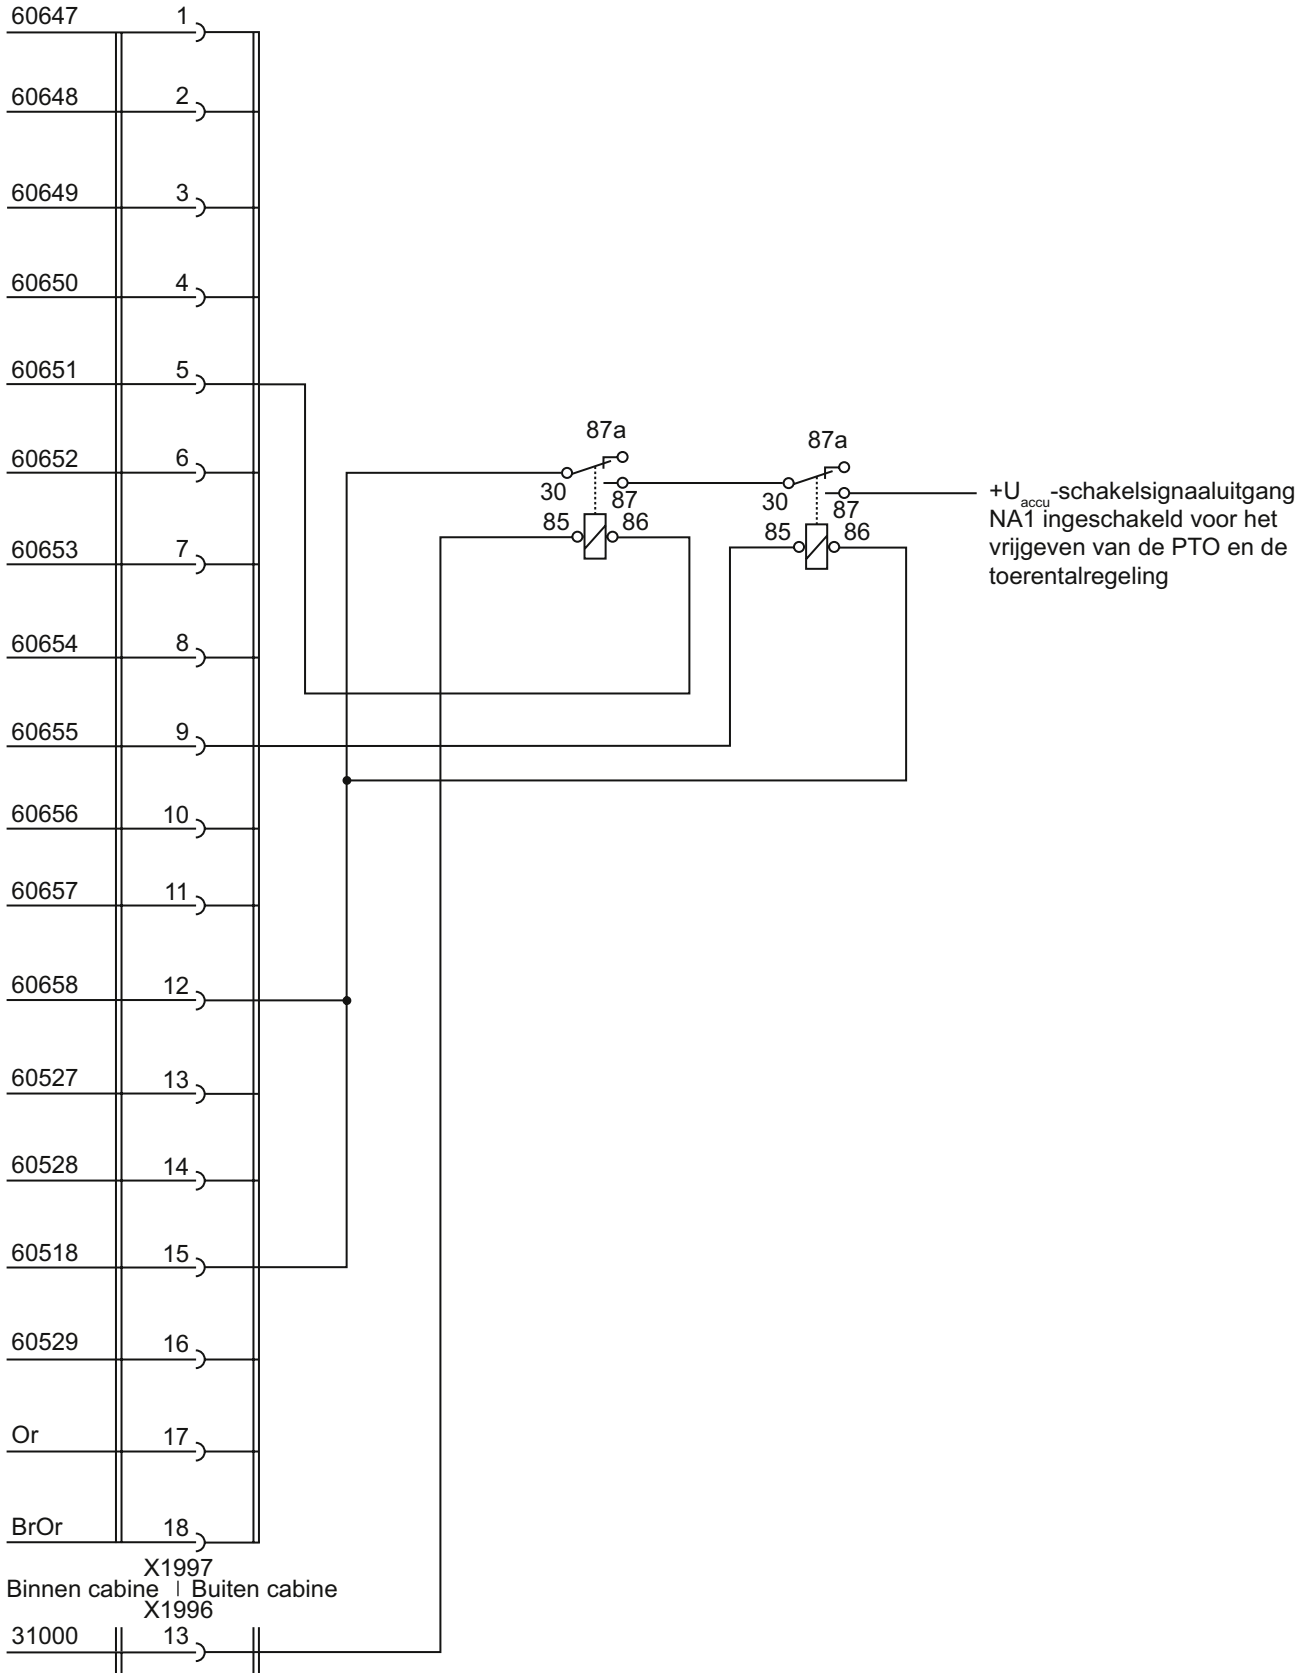 60647 1
60648 2
60649 3
60650 4
60651 5
87a
87a
60652 6
30 87
30 87
+Uaccu-schakelsignaaluitgang
NA1 ingeschakeld voor het
vrijgeven van de PTO en de
toerentalregeling
85 86
85 86
60653 7
60654 8
60655 9
60656 10
60657 11
60658 12
60527 13
60528 14
60518 15
60529 16
Or 17
BrOr 18
X1997
Binnen cabine | Buiten cabine
X1996
31000 13